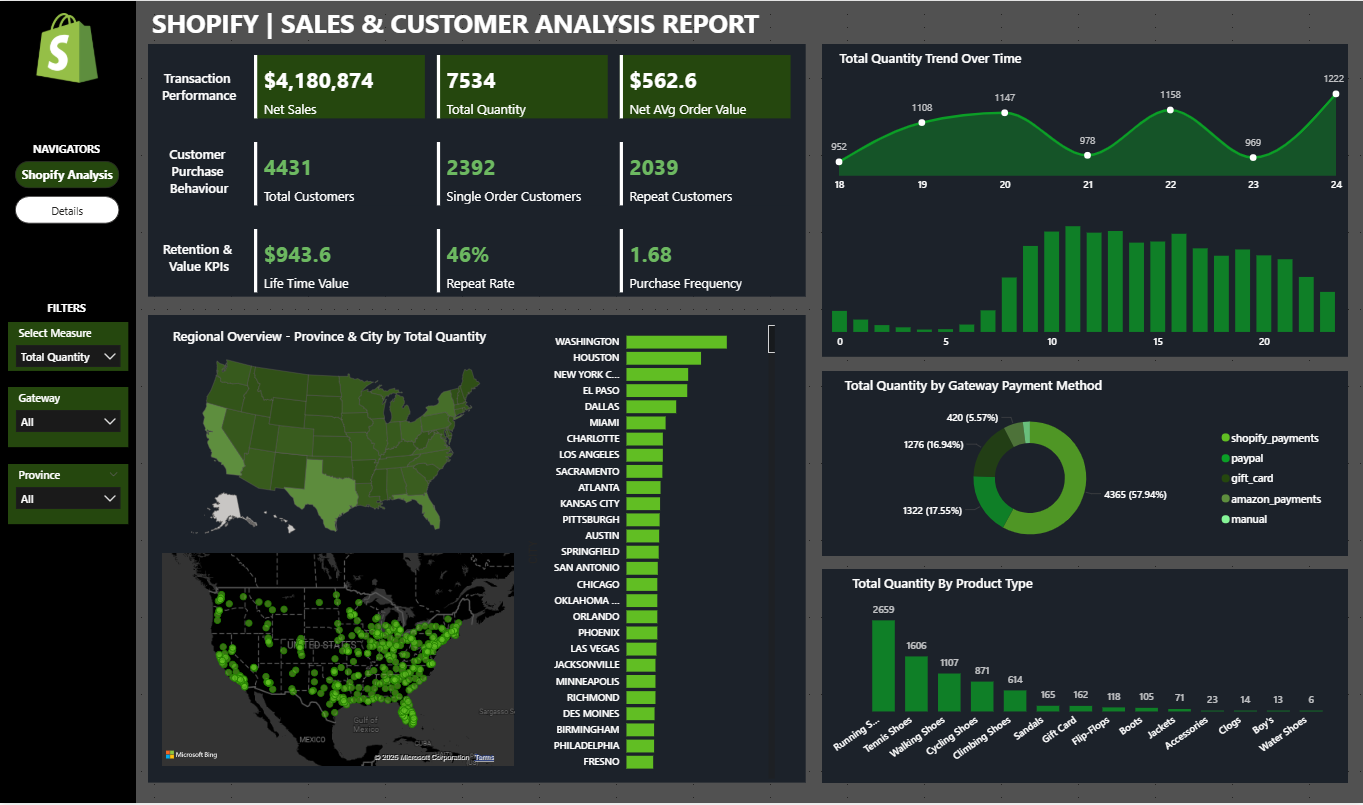 S
SHOPIFY | SALES & CUSTOMER ANALYSIS REPORT
NAVIGATORS
Shopify Analysis
Details
FILTERS
Select Measure
Total Quantity
Gateway
All
Province
All
Transaction
Performance
$4,180,874
Net Sales
7534
Total Quantity
$562.6
Net AVg Order Value
Customer
Purchase
Behaviour
4431
Total Customers
2392
Single Order Customers
2039
Repeat Customers
Retention &
Value KPIs
$943.6
Life Time Value
46%
Repeat Rate
1.68
Purchase Frequency
Regional Overview - Province & City by Total Quantity
UNITED STATES
MEXICO
Gulf of
Mexico
CUBA
Sargasso S
Microsoft Bing
© 2025 Microsoft Corporation
Terms
WASHINGTON
HOUSTON
NEW YORK C...
EL PASO
DALLAS
MIAMI
CHARLOTTE
LOS ANGELES
SACRAMENTO
ATLANTA
KANSAS CITY
PITTSBURGH
AUSTIN
SPRINGFIELD
SAN ANTONIO
CHICAGO
OKLAHOMA ...
ORLANDO
PHOENIX
LAS VEGAS
JACKSONVILLE
MINNEAPOLIS
RICHMOND
DES MOINES
BIRMINGHAM
PHILADELPHIA
FRESNO
Total Quantity Trend Over Time
952
1108
1147
978
1158
969
1222
18 19 20 21 22 23 24
0 5 10 15 20
Total Quantity by Gateway Payment Method
420 (5.57%)
1276 (16.94%)
1322 (17.55%)
4365 (57.94%)
shopify_payments
paypal
gift_card
amazon_payments
manual
Total Quantity By Product Type
2659
1606
1107
871
614
165
162
118
105
71
23
14
13
6
Running S...
Tennis Shoes
Walking Shoes
Cycling Shoes
Climbing Shoes
Sandals
Gift Card
Flip-Flops
Boots
Jackets
Accessories
Clogs
Boy's
Water Shoes